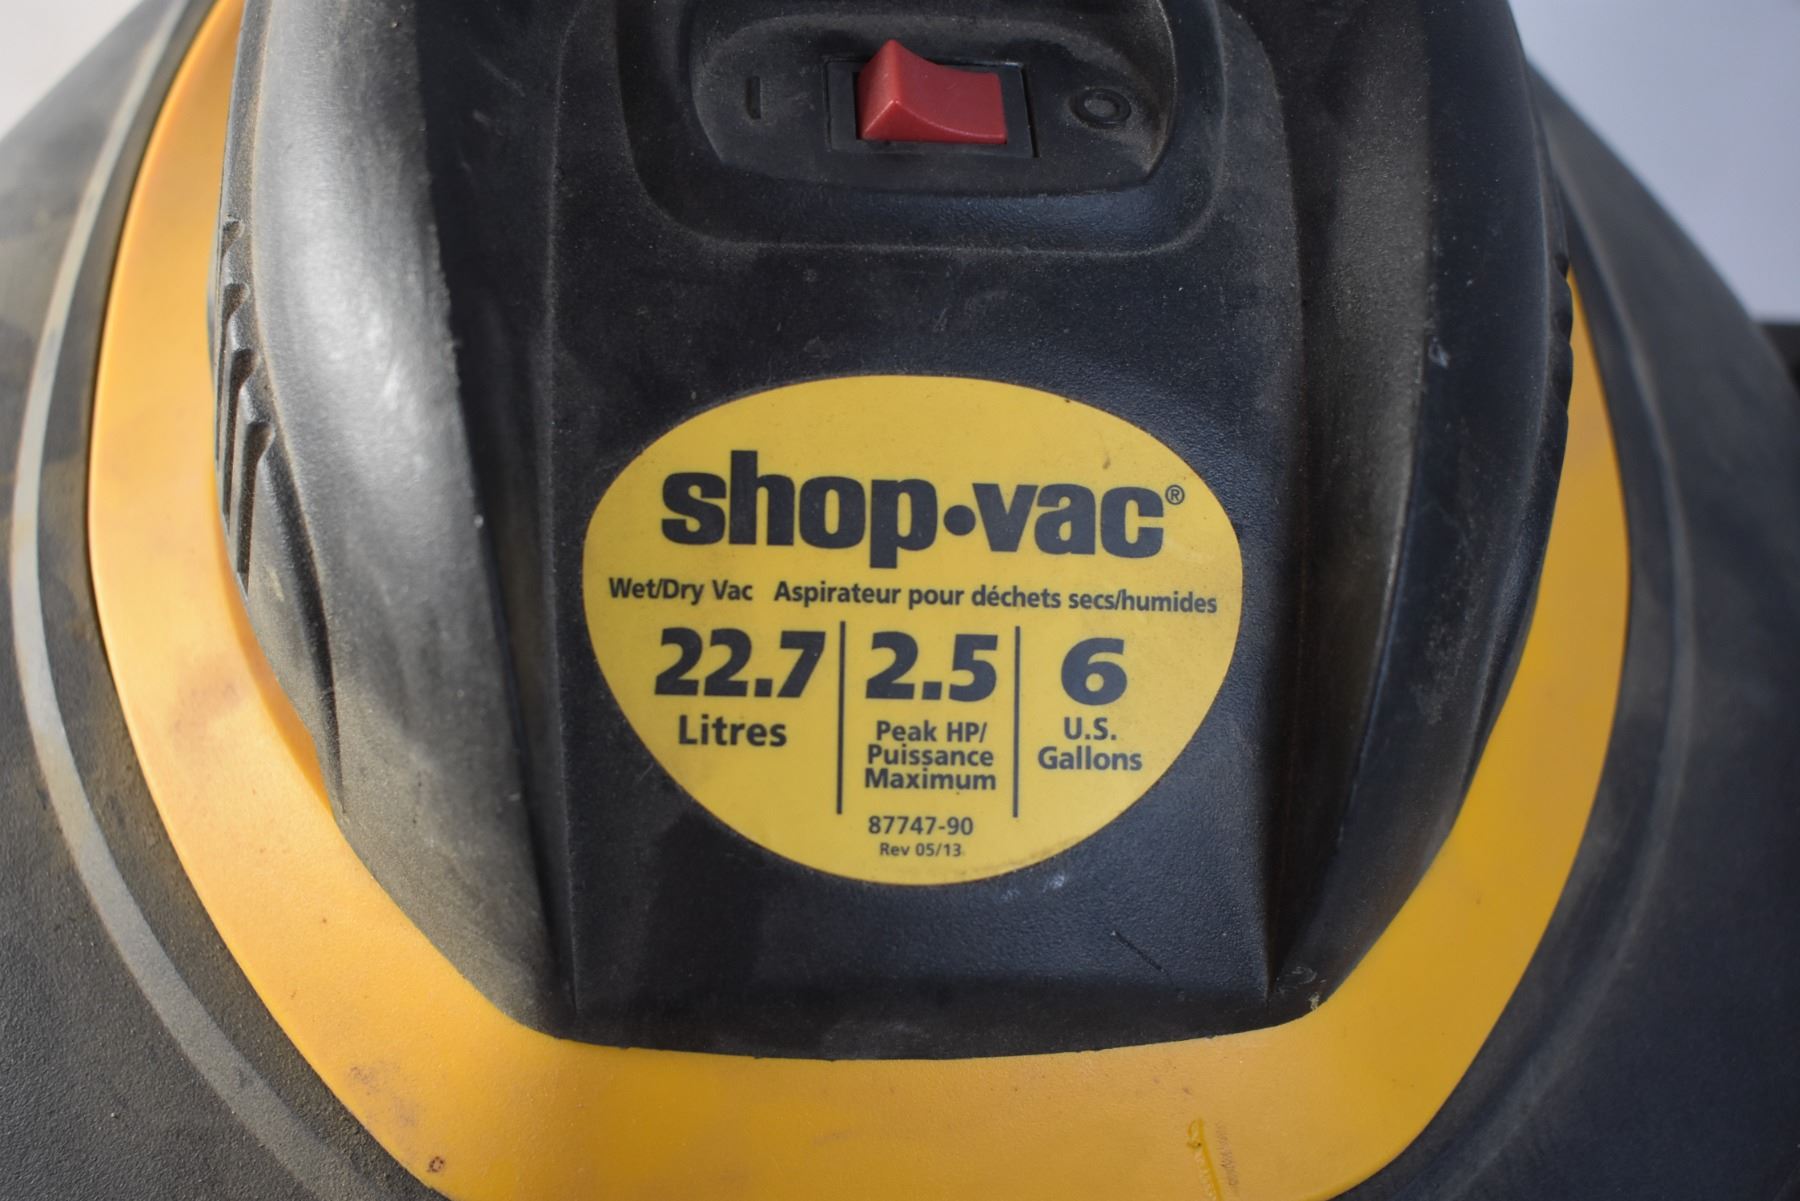 shop•vac®
Wet/Dry Vac Aspirateur pour déchets secs/humides
22.7
Litres
2.5
Peak HP/
Puissance
Maximum
6
U.S.
Gallons
87747-90
Rev 05/13